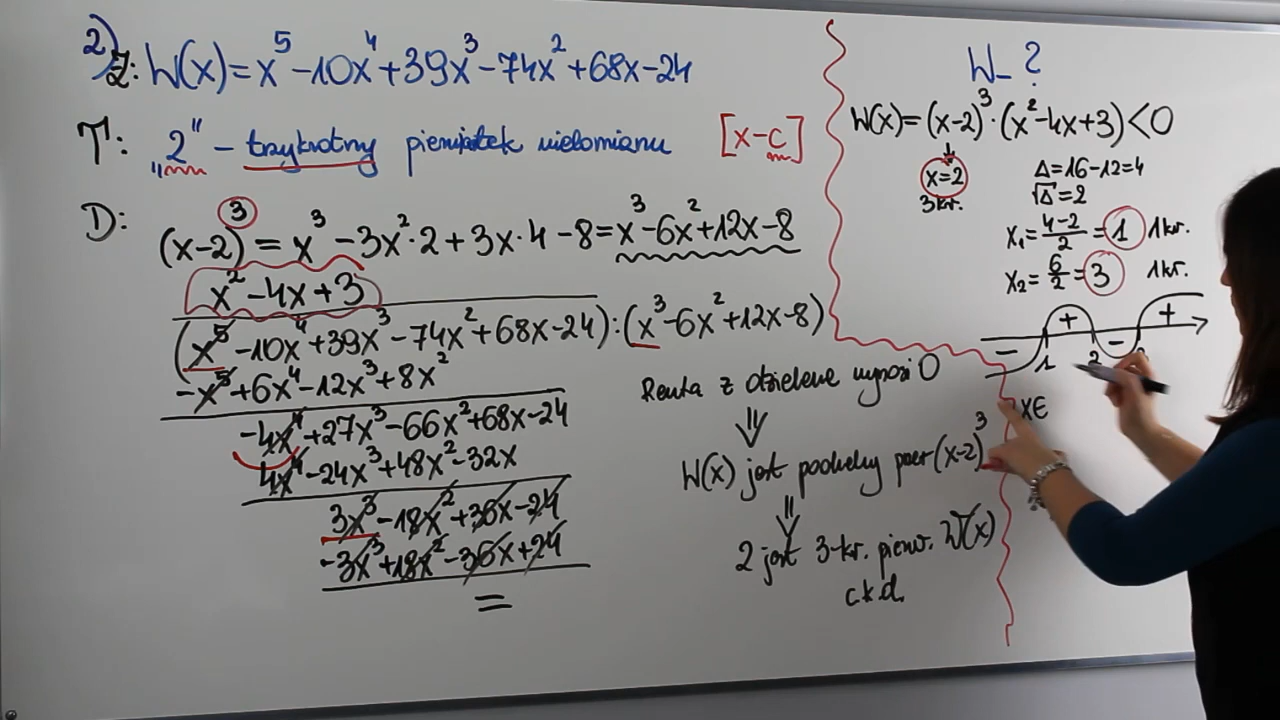 2) Z: W(x)=x⁵-10x⁴+39x³-74x²+68x-24
T: „2" - trzykrotny pierwiastek wielomianu [x-c]
D: (x-2)³=x³-3x²·2+3x·4-8=x³-6x²+12x-8
x²-4x+3
(x⁵-10x⁴+39x³-74x²+68x-24):(x³-6x²+12x-8)
-x⁵+6x⁴-12x³+8x²
-4x⁴+27x³-66x²+68x-24
4x⁴-24x³+48x²-32x
3x³-18x²+36x-24
-3x³+18x²-36x+24
=
Reszta z dzielenia wynosi 0
⇓
W(x) jest podzielny przez (x-2)³
⇓
2 jest 3-kr. pierw. W(x)
c.k.d.
W_ ?
W(x)=(x-2)³·(x²-4x+3)<0
↓
x=2
3kr.
Δ=16-12=4
√Δ=2
x₁=4-2/2=1 1kr.
x₂=6/2=3 1kr.
- + - +
1 2
x∈